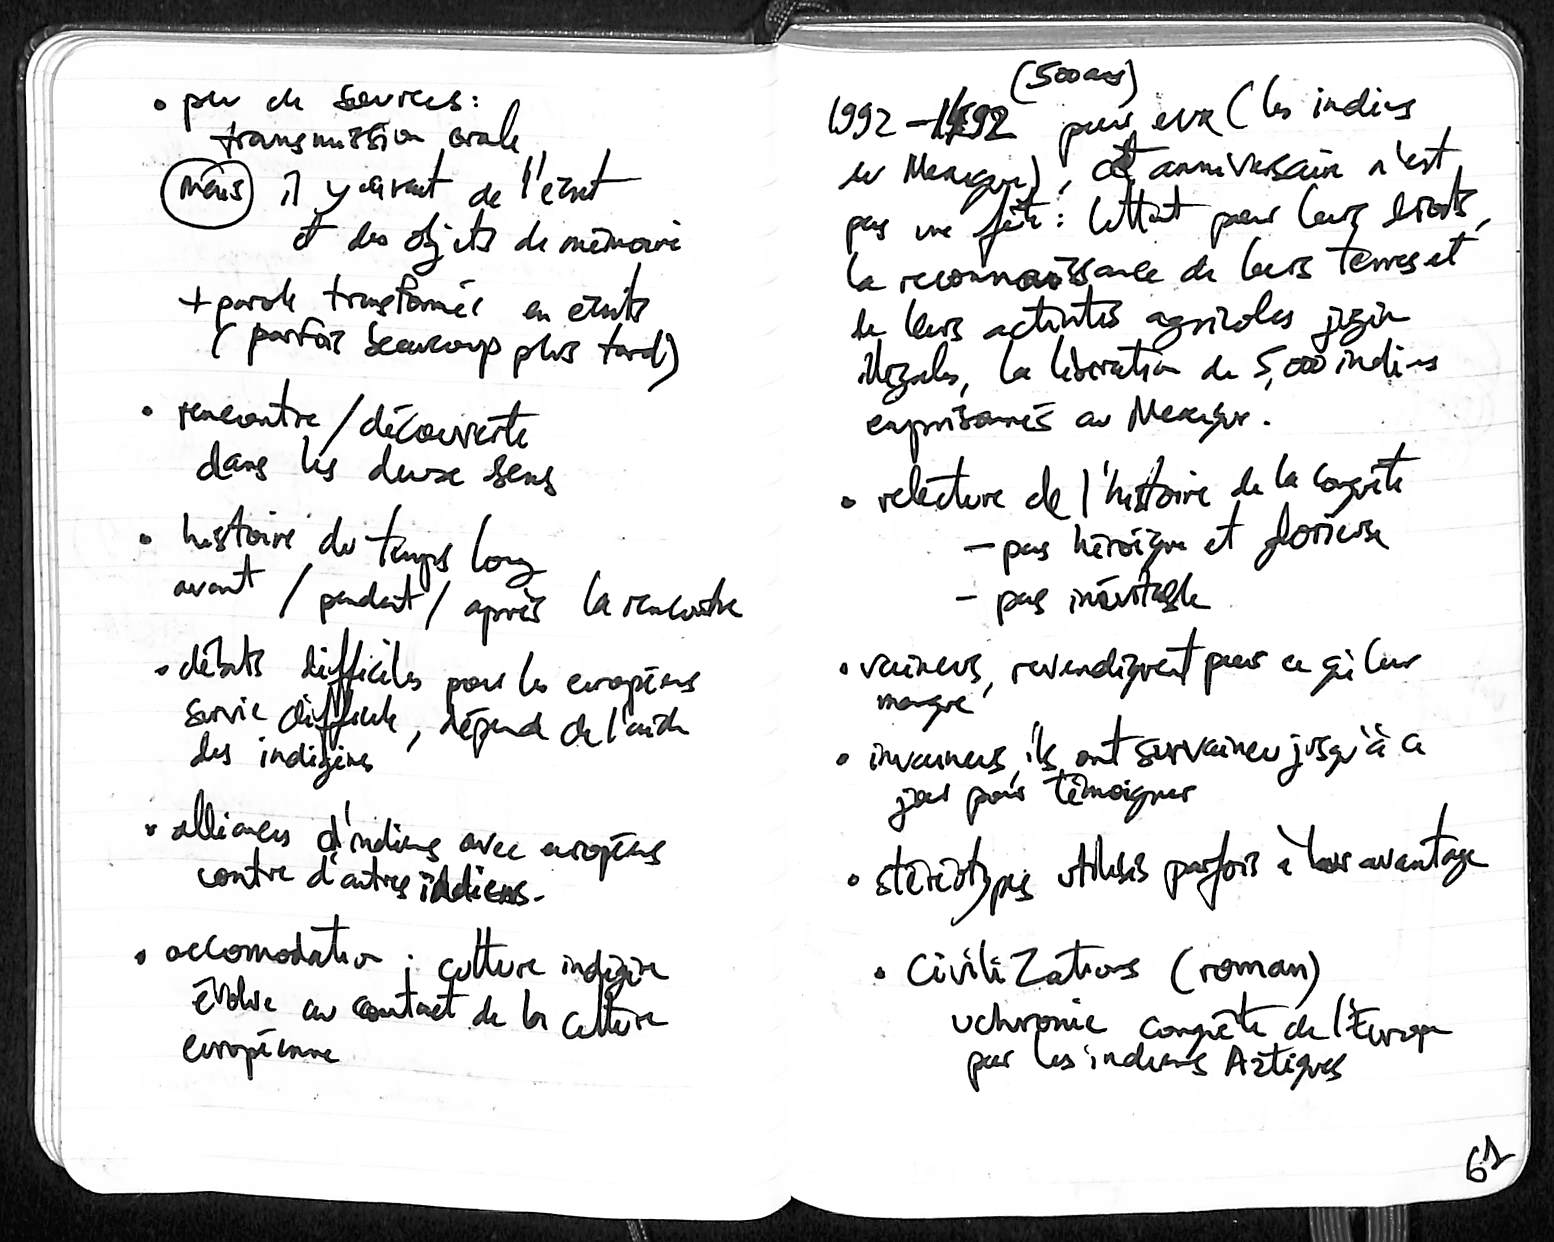 • peu de sources :
transmission orale
mais il y avait de l'écrit
et des objets de mémoire
+ parole transformée en écrits
(parfois beaucoup plus tard)
• rencontre / découverte
dans les deux sens
• histoire du temps long
avant / pendant / après la rencontre
• débuts difficiles pour les européens
survie difficile, dépend de l'aide
des indigènes
• alliances d'indiens avec européens
contre d'autres indiens.
• accomodation : culture indigène
évolue au contact de la culture
européenne
(500 ans)
1992 - 1492 pour eux (les indiens
du Mexique), cet anniversaire n'est
pas une fête : luttent pour leurs droits,
la reconnaissance de leurs terres et
de leurs activités agricoles jugées
illégales, la libération de 5,000 indiens
emprisonnés au Mexique.
• relecture de l'histoire de la conquête
- pas héroïque et glorieuse
- pas inévitable
• vaincus, revendiquent pour ce qui leur
manque
• invaincus, ils ont survaincu jusqu'à ce
jour pour témoigner
• stéréotypes utilisés parfois à leur avantage
• Civilizations (roman)
uchronie conquête de l'Europe
par les indiens Aztèques
61